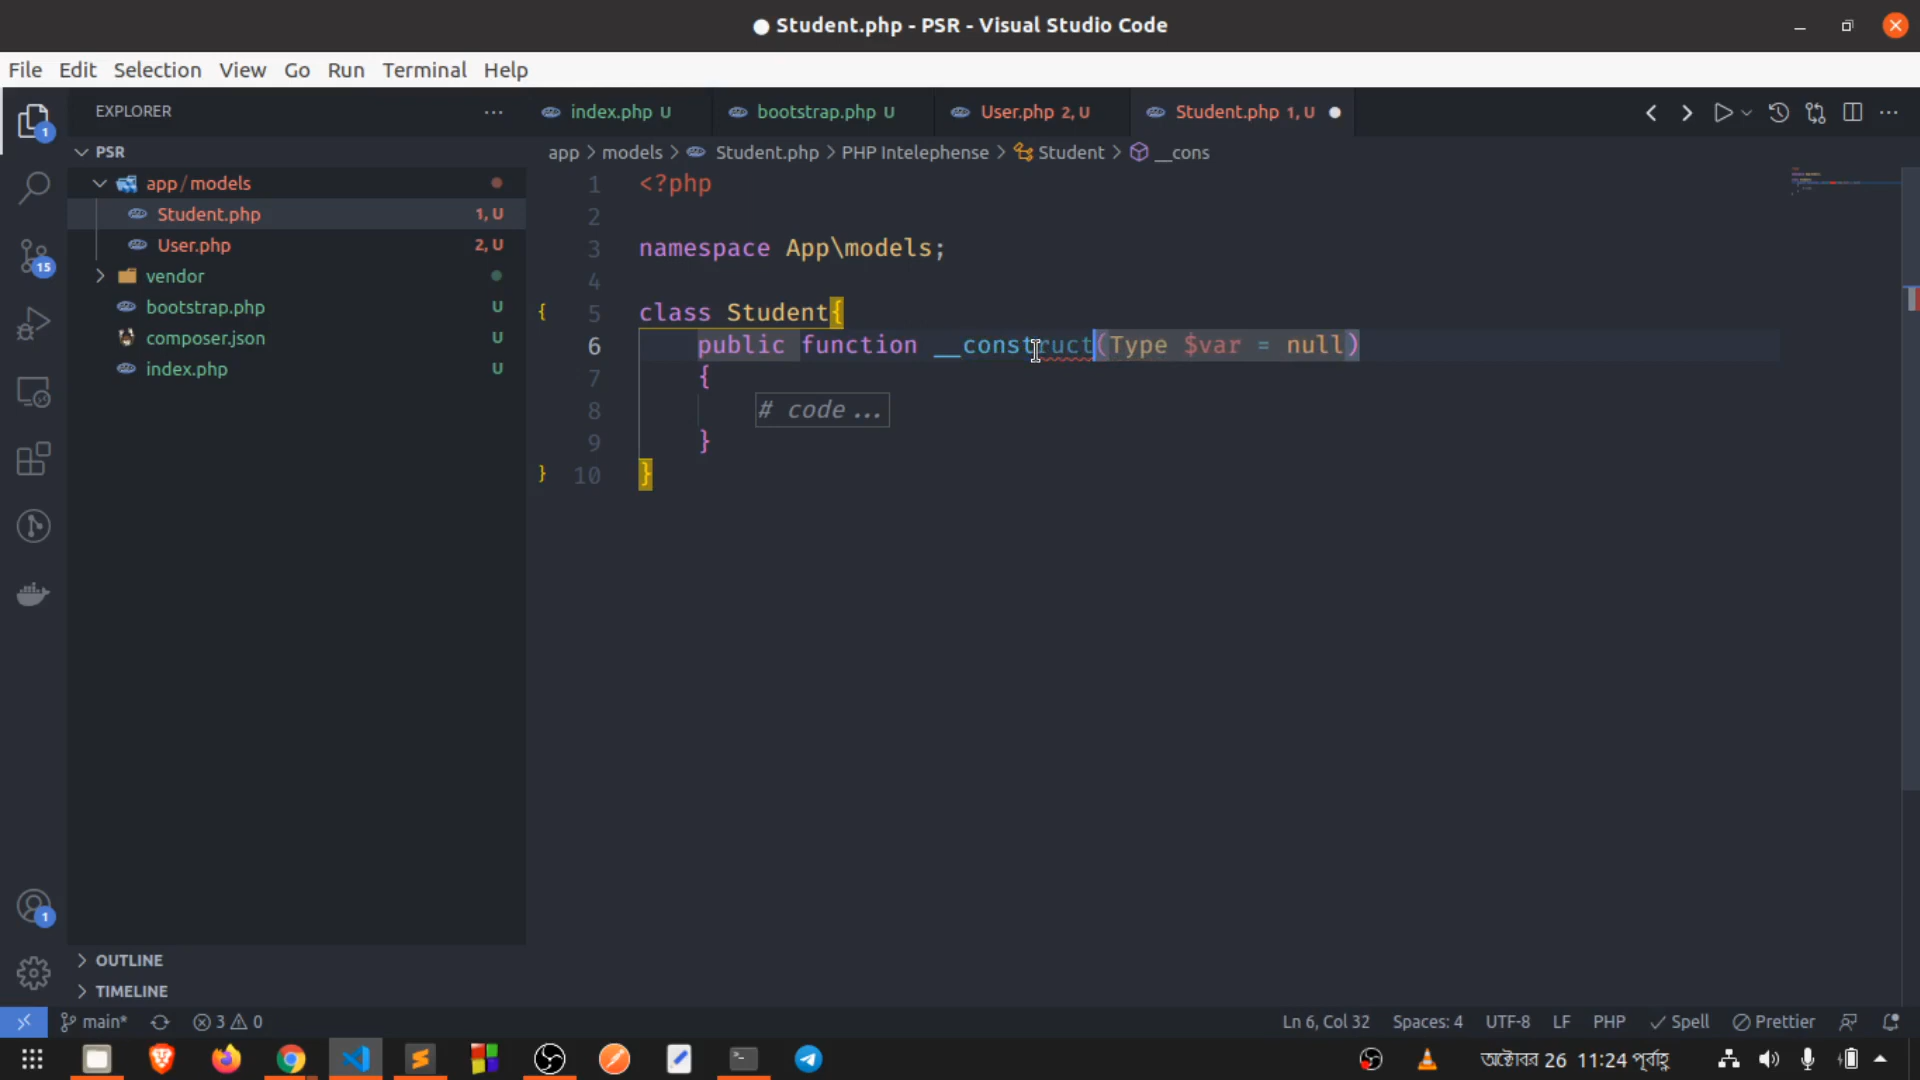 Student.php - PSR - Visual Studio Code
File Edit Selection View Go Run Terminal Help
EXPLORER
index.php U
bootstrap.php U
User.php 2, U
Student.php 1, U
app > models > Student.php > PHP Intelephense > Student > __cons
PSR
app / models
Student.php 1, U
User.php 2, U
vendor
bootstrap.php U
composer.json U
index.php U
1 <?php
2
3 namespace App\models;
4
{ 5 class Student{
6 public function __construct(Type $var = null)
7 {
8 # code...
9 }
} 10 }
1
15
1
OUTLINE
TIMELINE
main* 3 0
Ln 6, Col 32 Spaces: 4 UTF-8 LF PHP Spell Prettier
অক্টোবর 26 11:24 পূর্বাহ্ণ